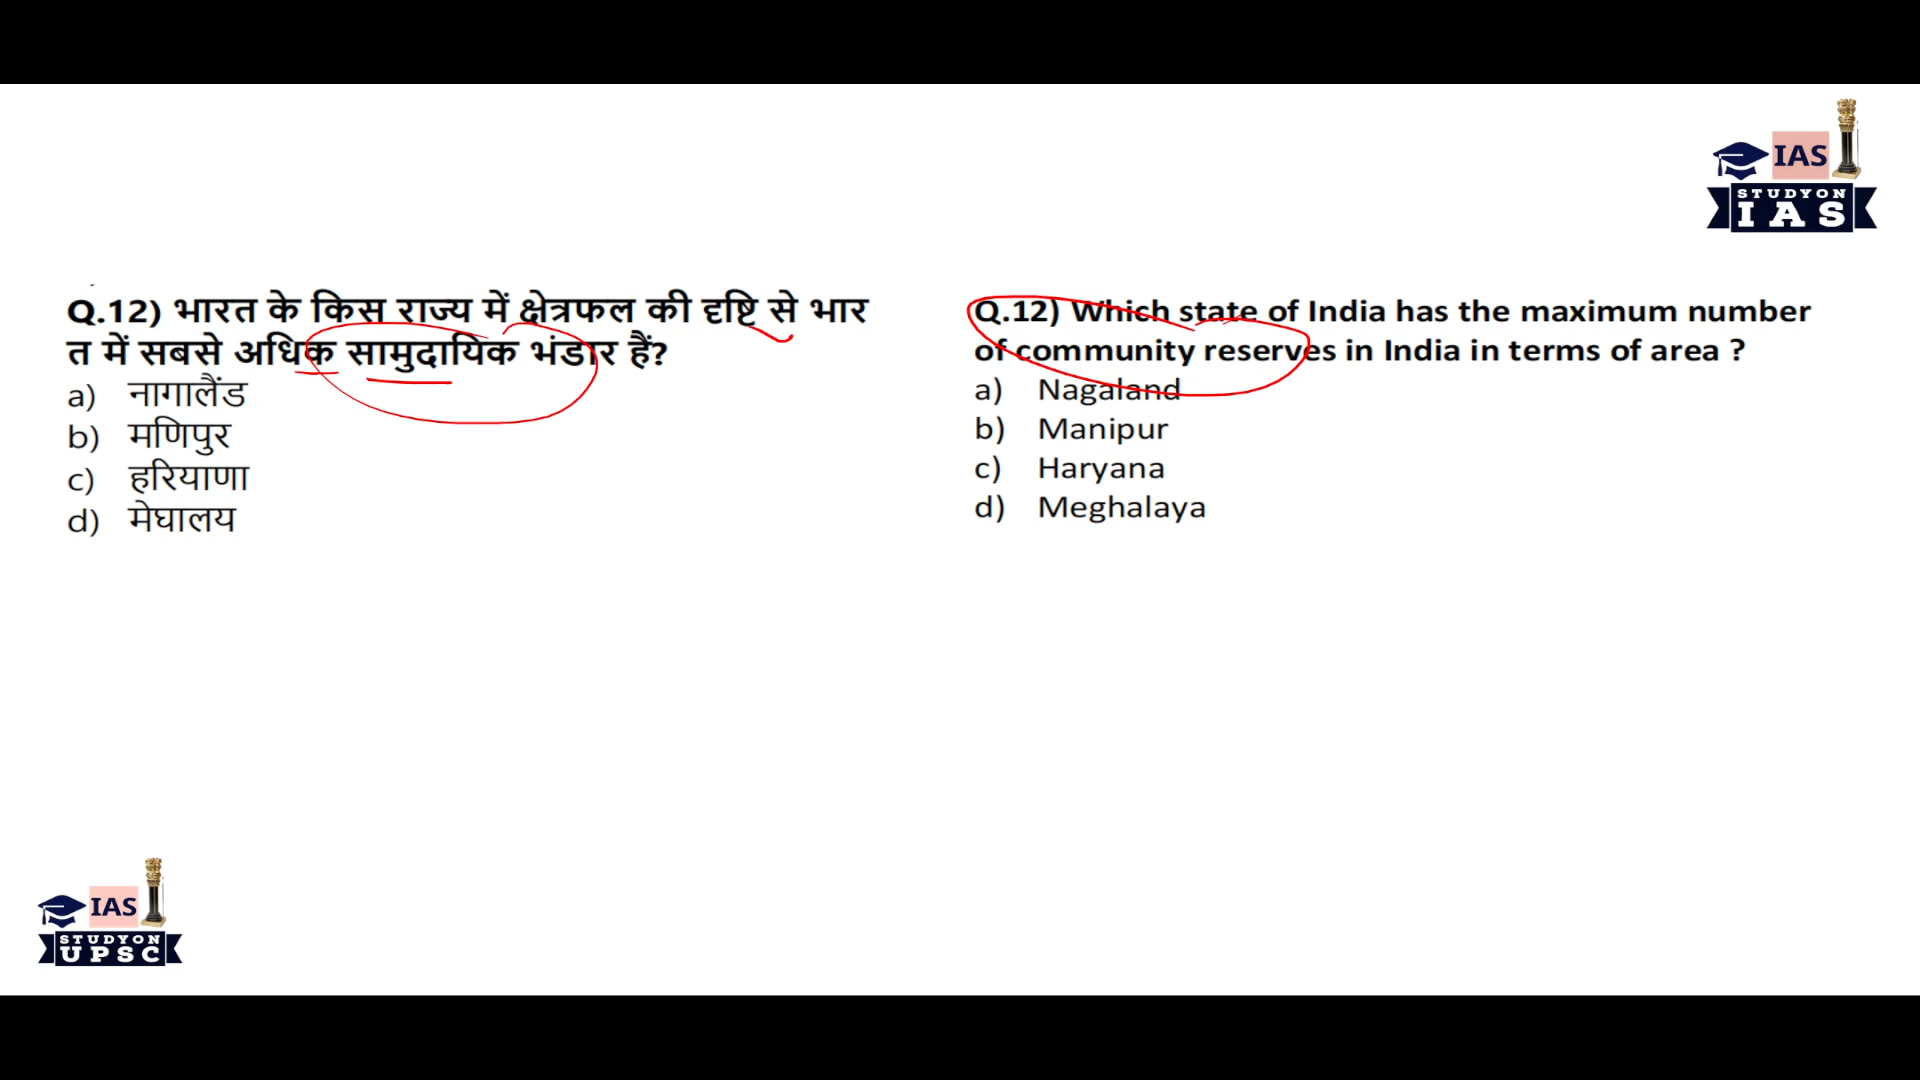 IAS
STUDYON
IAS
Q.12) भारत के किस राज्य में क्षेत्रफल की दृष्टि से भार
त में सबसे अधिक सामुदायिक भंडार हैं?
a) नागालैंड
b) मणिपुर
c) हरियाणा
d) मेघालय
Q.12) Which state of India has the maximum number
of community reserves in India in terms of area ?
a) Nagaland
b) Manipur
c) Haryana
d) Meghalaya
IAS
STUDYON
UPSC